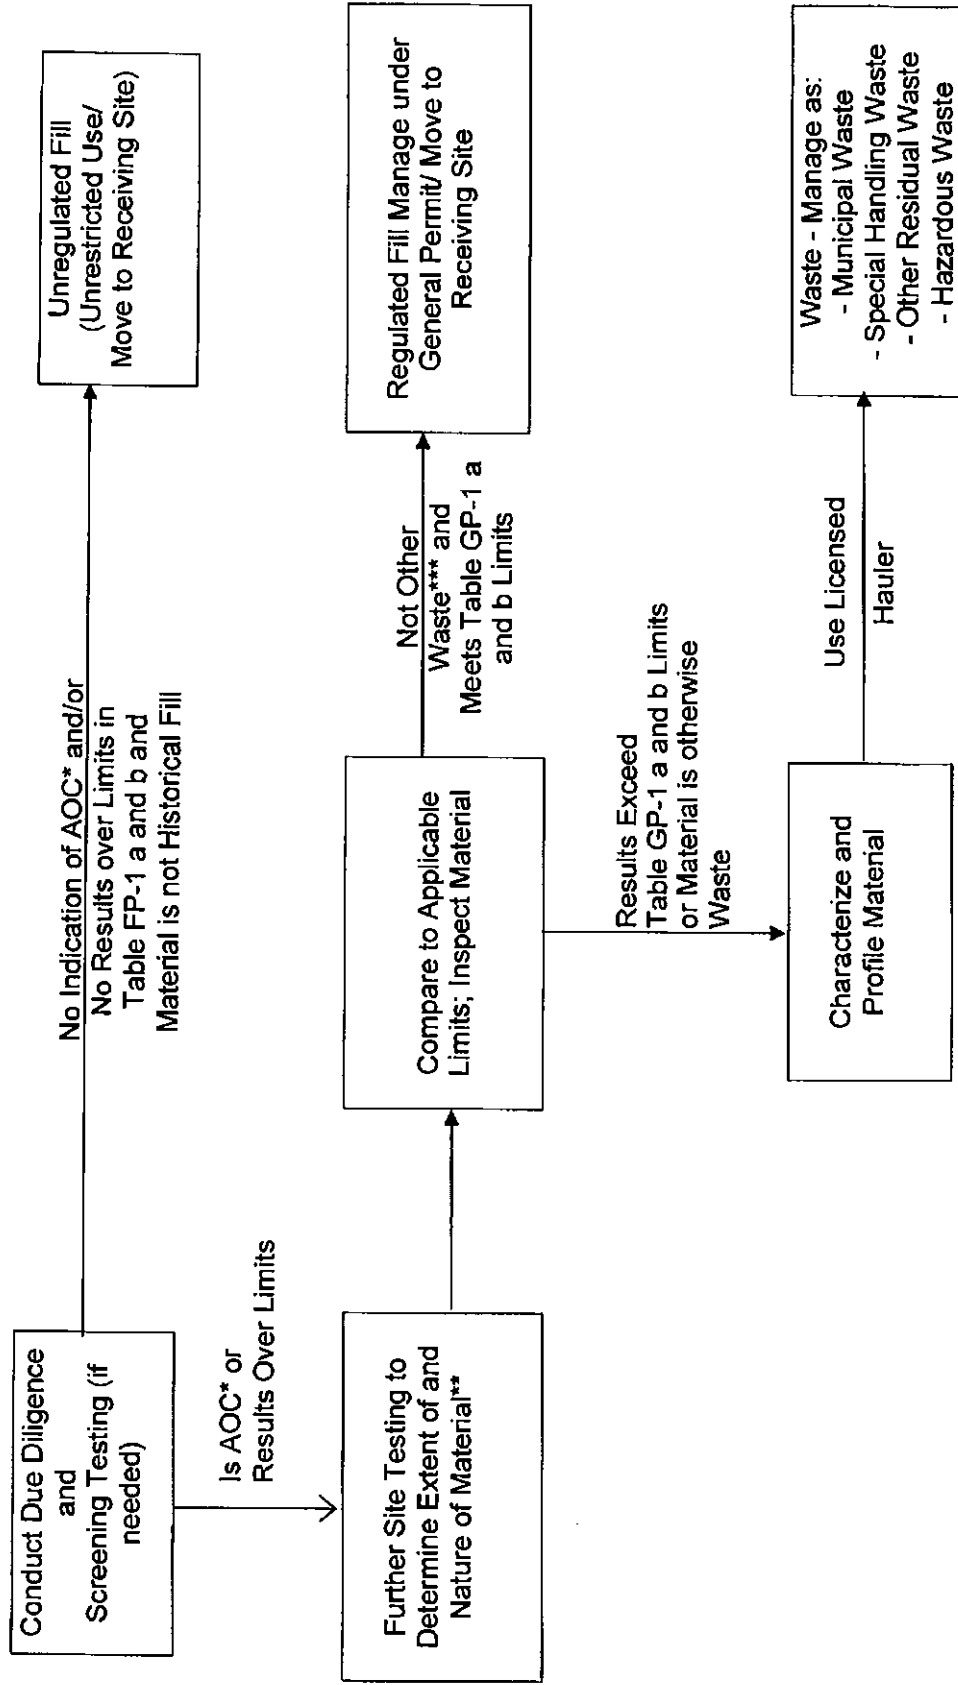 Conduct Due Diligence
and
Screening Testing (if
needed)
No Indication of AOC* and/or
No Results over Limits in
Table FP-1 a and b and
Material is not Historical Fill
Unregulated Fill
(Unrestricted Use/
Move to Receiving Site)
Is AOC* or
Results Over Limits
Further Site Testing to
Determine Extent of and
Nature of Material**
Compare to Applicable
Limits; Inspect Material
Not Other
Waste*** and
Meets Table GP-1 a
and b Limits
Regulated Fill Manage under
General Permit/ Move to
Receiving Site
Results Exceed
Table GP-1 a and b Limits
or Material is otherwise
Waste
Characterize and
Profile Material
Use Licensed
Hauler
Waste - Manage as:
- Municipal Waste
- Special Handling Waste
- Other Residual Waste
- Hazardous Waste